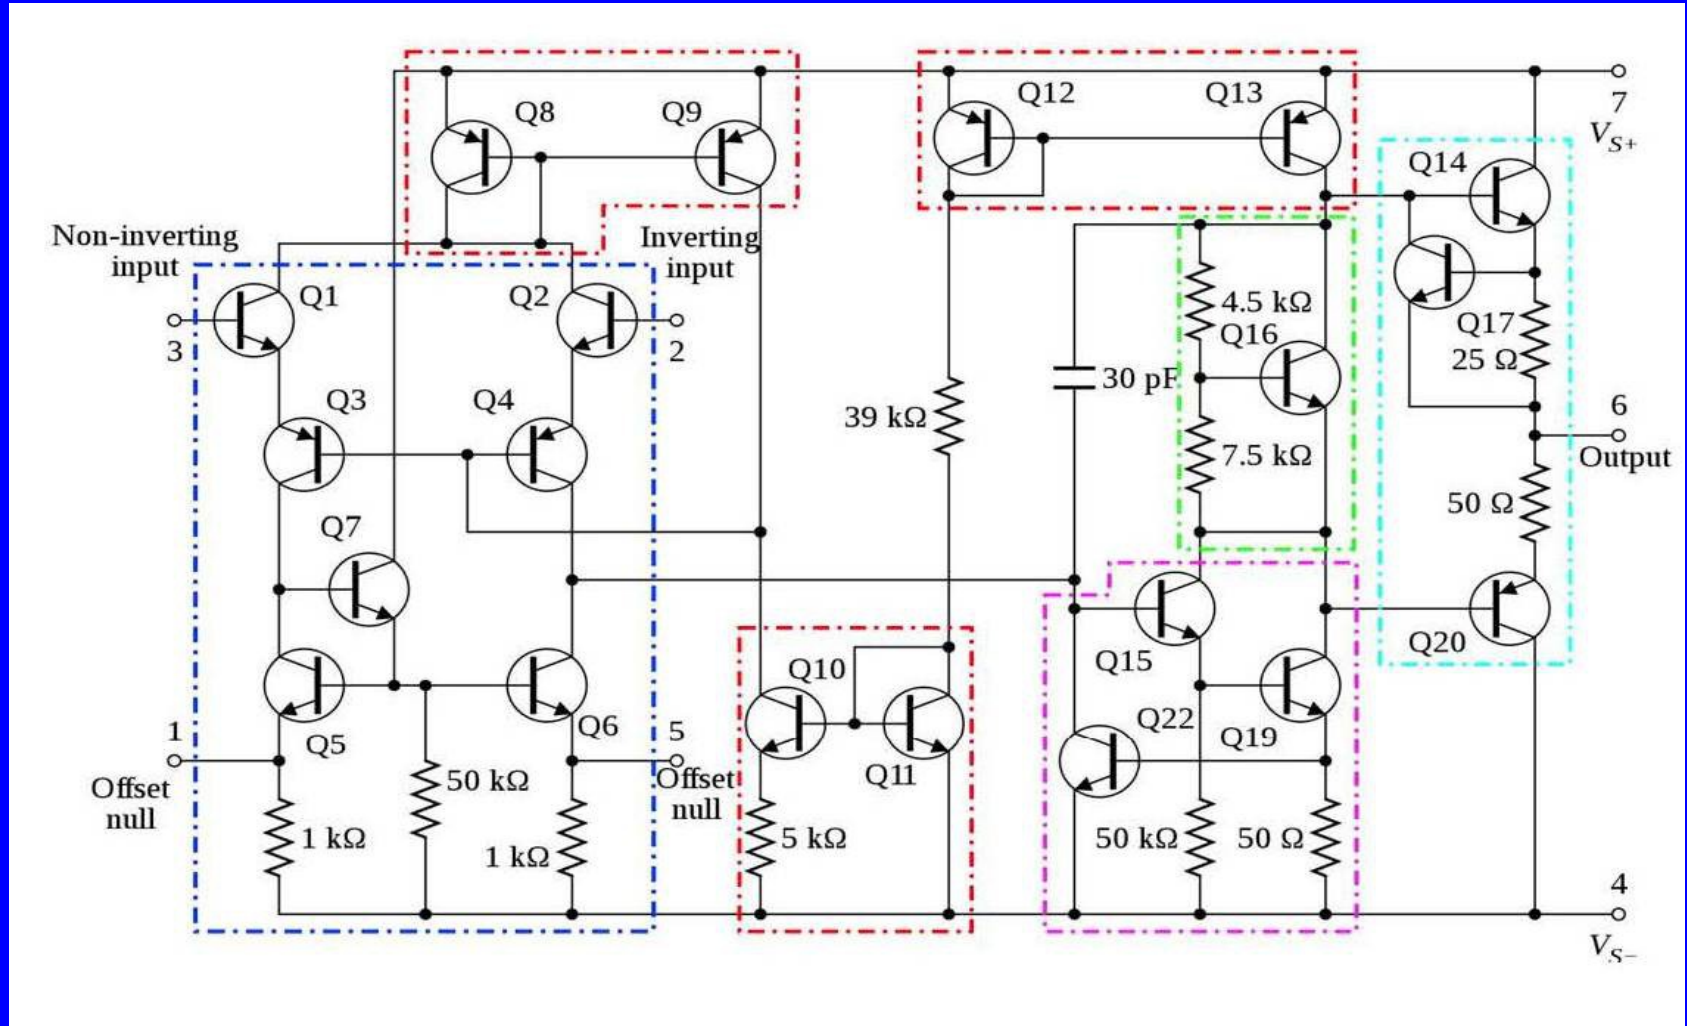 Q8
Q9
Q12
Q13
7
V_S+
Q14
Non-inverting
input
Inverting
input
Q1
Q2
3
2
4.5 kΩ
Q16
Q17
25 Ω
30 pF
Q3
Q4
39 kΩ
6
Output
7.5 kΩ
50 Ω
Q7
Q20
Q15
Q10
Q22
Q19
Q5
Q6
1
5
Offset
null
Offset
null
Q11
50 kΩ
1 kΩ
1 kΩ
5 kΩ
50 kΩ
50 Ω
4
V_S−